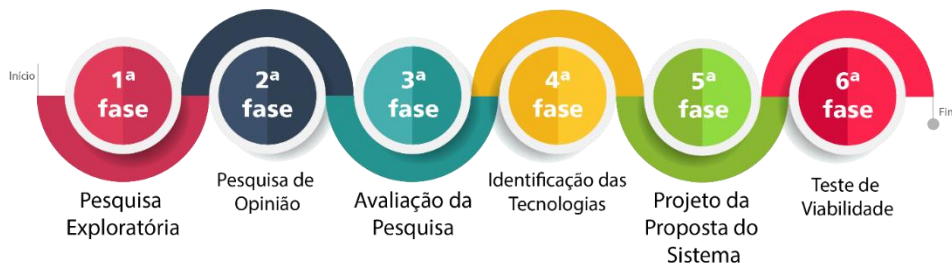 Início
1ª
fase
2ª
fase
3ª
fase
4ª
fase
5ª
fase
6ª
fase
Fim
Pesquisa
Exploratória
Pesquisa de
Opinião
Avaliação da
Pesquisa
Identificação das
Tecnologias
Projeto da
Proposta do
Sistema
Teste de
Viabilidade